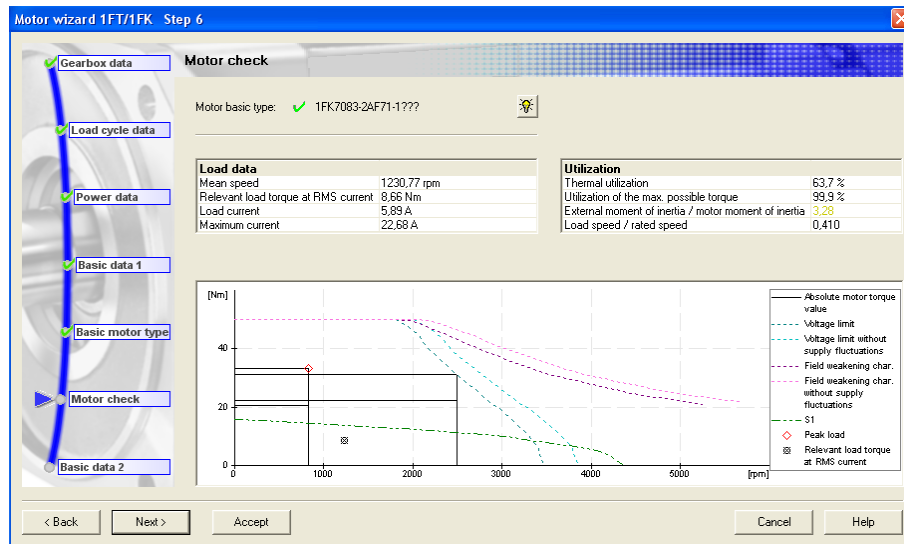 Motor wizard 1FT/1FK Step 6
Gearbox data
Load cycle data
Power data
Basic data 1
Basic motor type
Motor check
Basic data 2
Motor check
Motor basic type: 1FK7083-2AF71-1???
Load data
Mean speed 1230,77 rpm
Relevant load torque at RMS current 8,66 Nm
Load current 5,89 A
Maximum current 22,68 A
Utilization
Thermal utilization 63,7 %
Utilization of the max. possible torque 99,9 %
External moment of inertia / motor moment of inertia 3,28
Load speed / rated speed 0,410
[Nm]
40
20
0
0 1000 2000 3000 4000 5000 [rpm]
Absolute motor torque
value
Voltage limit
Voltage limit without
supply fluctuations
Field weakening char.
Field weakening char.
without supply
fluctuations
S1
Peak load
Relevant load torque
at RMS current
< Back Next > Accept Cancel Help